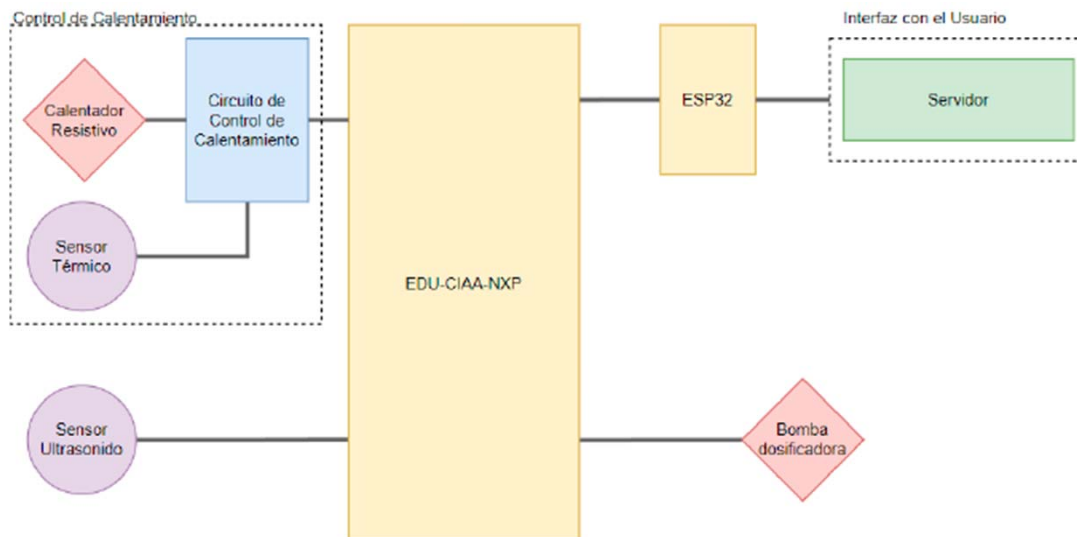 Control de Calentamiento
Interfaz con el Usuario
Calentador
Resistivo
Circuito de
Control de
Calentamiento
ESP32
Servidor
Sensor
Térmico
EDU-CIAA-NXP
Sensor
Ultrasonido
Bomba
dosificadora